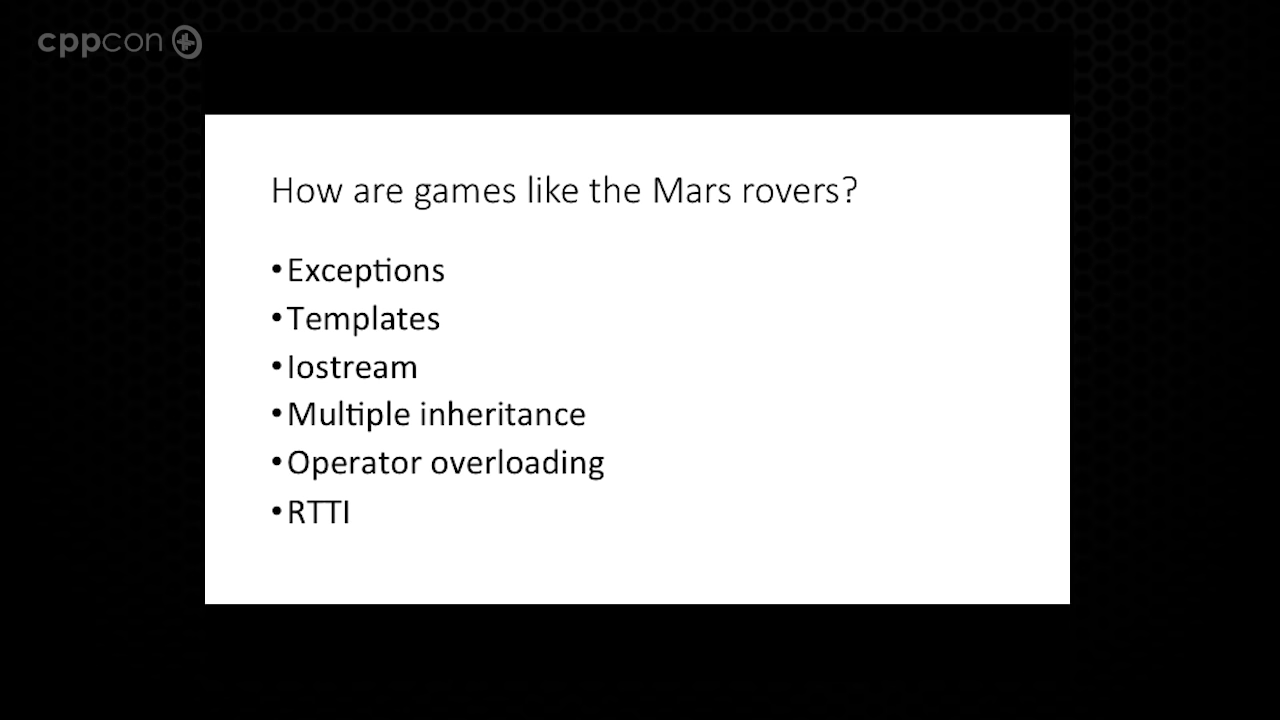 cppcon
How are games like the Mars rovers?
•Exceptions
•Templates
•Iostream
•Multiple inheritance
•Operator overloading
•RTTI